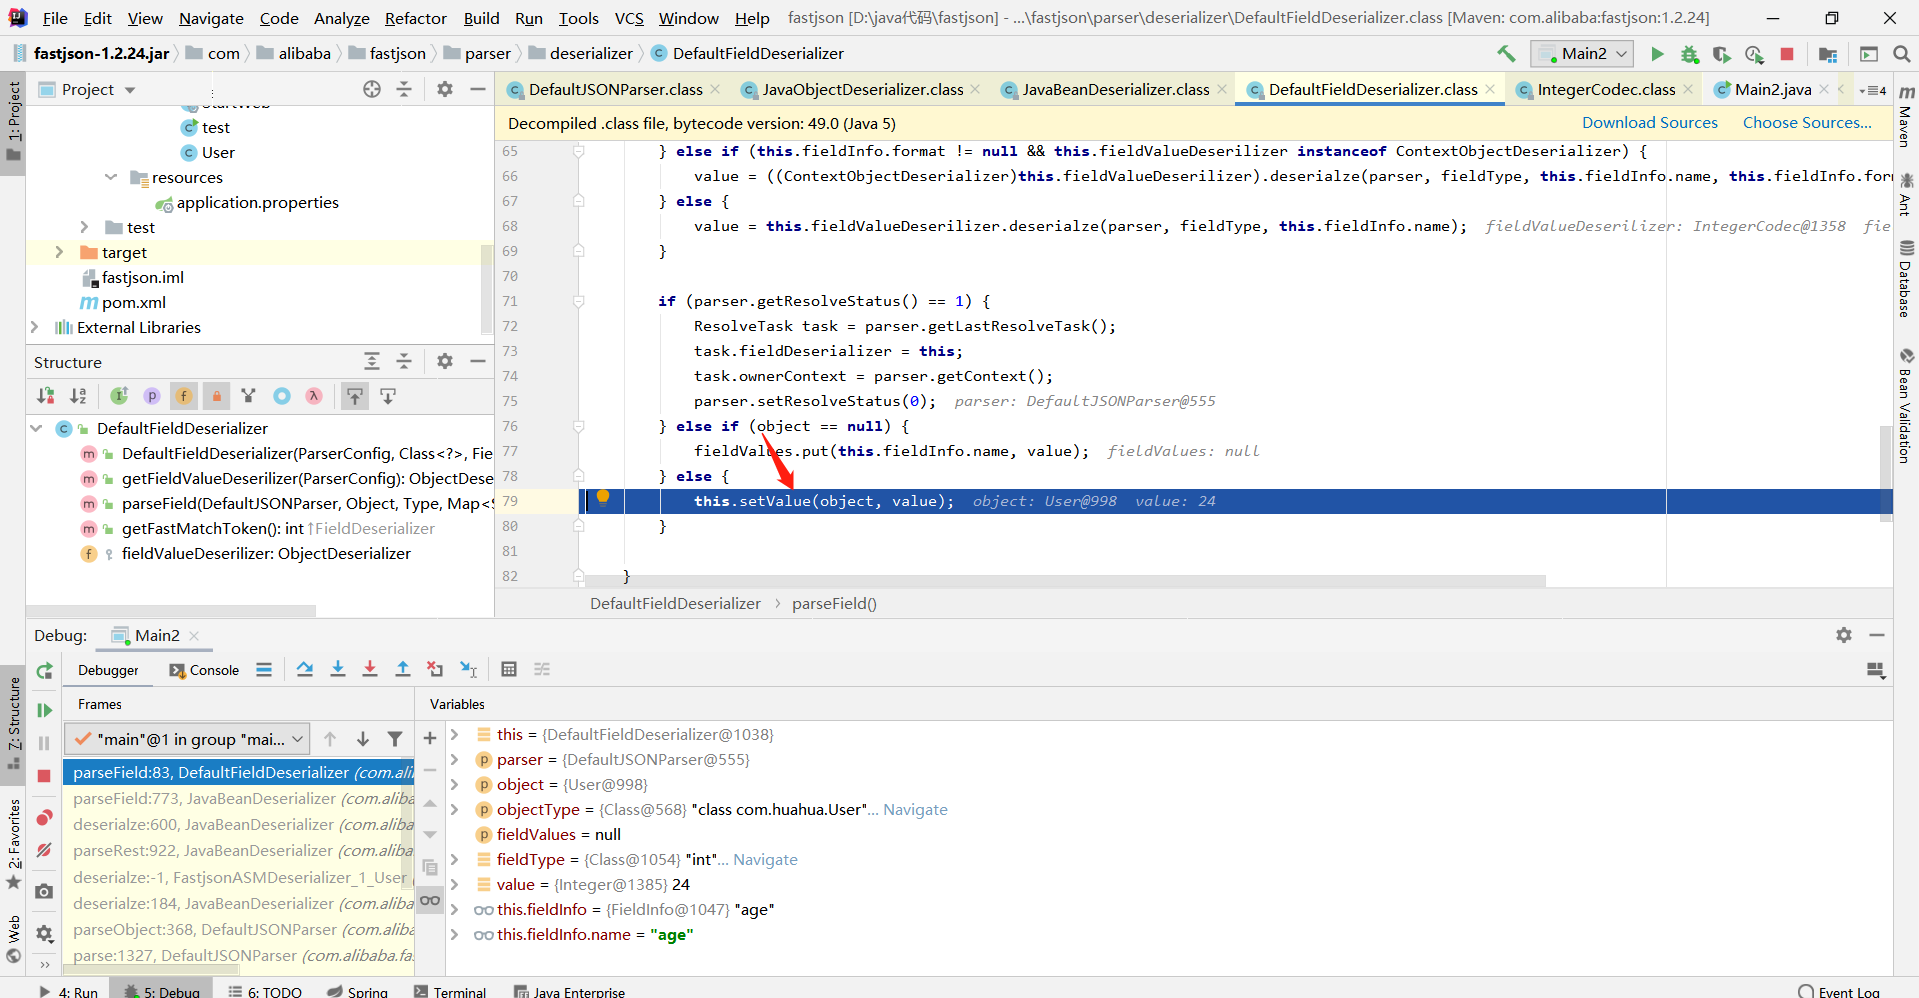 File Edit View Navigate Code Analyze Refactor Build Run Tools VCS Window Help fastjson [D:\java代码\fastjson] - ...\fastjson\parser\deserializer\DefaultFieldDeserializer.class [Maven: com.alibaba:fastjson:1.2.24]
fastjson-1.2.24.jar com alibaba fastjson parser deserializer DefaultFieldDeserializer Main2
Project
DefaultJSONParser.class JavaObjectDeserializer.class JavaBeanDeserializer.class DefaultFieldDeserializer.class IntegerCodec.class Main2.java 4
1: Project
StartWeb
test
User
resources
application.properties
test
target
fastjson.iml
pom.xml
External Libraries
Decompiled .class file, bytecode version: 49.0 (Java 5) Download Sources Choose Sources...
65 } else if (this.fieldInfo.format != null && this.fieldValueDeserilizer instanceof ContextObjectDeserializer) {
66 value = ((ContextObjectDeserializer)this.fieldValueDeserilizer).deserialze(parser, fieldType, this.fieldInfo.name, this.fieldInfo.for
67 } else {
68 value = this.fieldValueDeserilizer.deserialze(parser, fieldType, this.fieldInfo.name); fieldValueDeserilizer: IntegerCodec@1358 fie
69 }
70
71 if (parser.getResolveStatus() == 1) {
72 ResolveTask task = parser.getLastResolveTask();
73 task.fieldDeserializer = this;
74 task.ownerContext = parser.getContext();
75 parser.setResolveStatus(0); parser: DefaultJSONParser@555
76 } else if (object == null) {
77 fieldValues.put(this.fieldInfo.name, value); fieldValues: null
78 } else {
79 this.setValue(object, value); object: User@998 value: 24
80 }
81
82 }
DefaultFieldDeserializer › parseField()
Maven
Ant
Database
Bean Validation
Structure
DefaultFieldDeserializer
DefaultFieldDeserializer(ParserConfig, Class<?>, Fie
getFieldValueDeserilizer(ParserConfig): ObjectDese
parseField(DefaultJSONParser, Object, Type, Map<S
getFastMatchToken(): int ↑FieldDeserializer
fieldValueDeserilizer: ObjectDeserializer
Debug: Main2
Debugger Console
Frames
"main"@1 in group "mai...
parseField:83, DefaultFieldDeserializer (com.ali
parseField:773, JavaBeanDeserializer (com.aliba
deserialze:600, JavaBeanDeserializer (com.aliba
parseRest:922, JavaBeanDeserializer (com.aliba
deserialze:-1, FastjsonASMDeserializer_1_User (
deserialze:184, JavaBeanDeserializer (com.aliba
parseObject:368, DefaultJSONParser (com.aliba
parse:1327, DefaultJSONParser (com.alibaba.fa
Variables
this = {DefaultFieldDeserializer@1038}
parser = {DefaultJSONParser@555}
object = {User@998}
objectType = {Class@568} "class com.huahua.User"... Navigate
fieldValues = null
fieldType = {Class@1054} "int"... Navigate
value = {Integer@1385} 24
this.fieldInfo = {FieldInfo@1047} "age"
this.fieldInfo.name = "age"
Z: Structure
2: Favorites
Web
4: Run 5: Debug 6: TODO Spring Terminal Java Enterprise Event Log